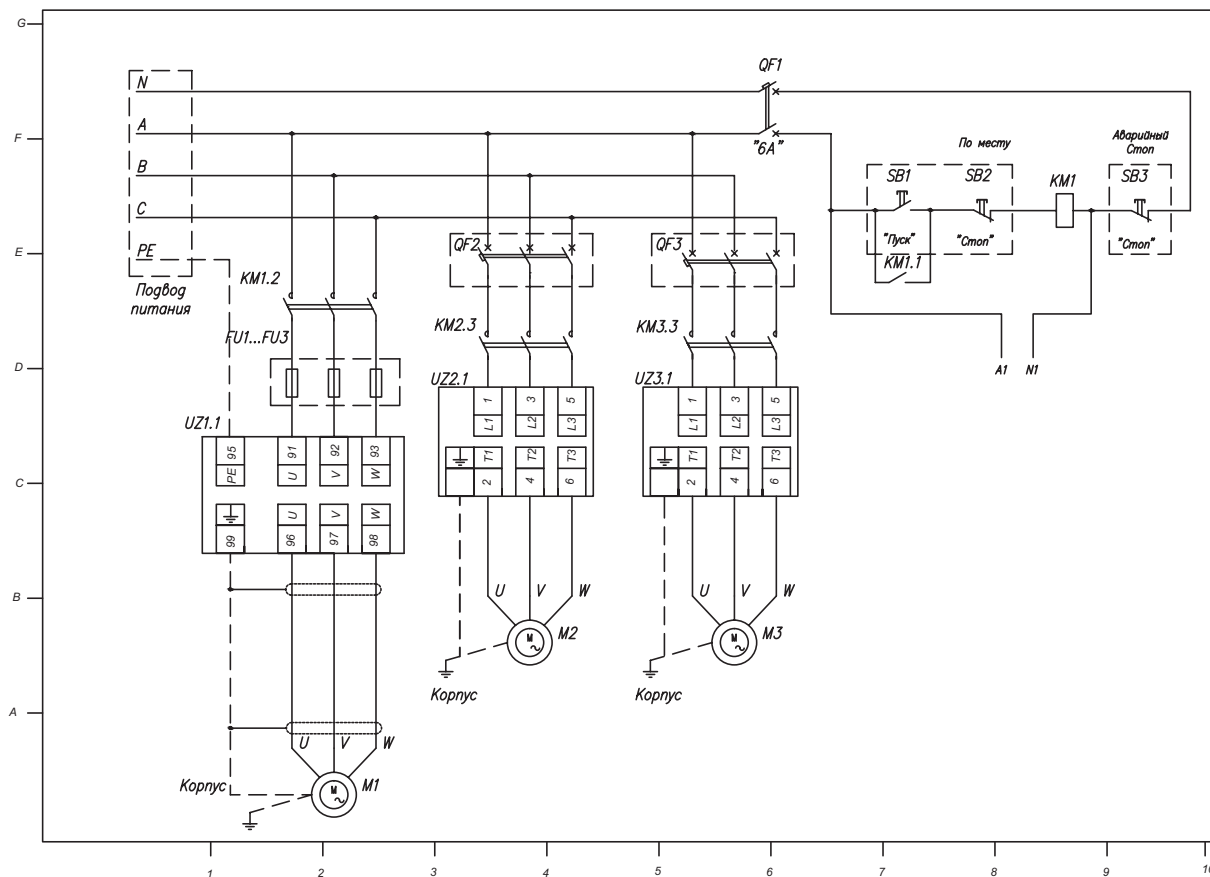 G
F
E
D
C
B
A
N
A
B
C
PE
Подвод
питания
QF1
"6А"
По месту
Аварийный
Стоп
SB1
SB2
KM1
SB3
"Пуск"
"Стоп"
"Стоп"
KM1.1
A1
N1
QF2
QF3
KM1.2
FU1...FU3
KM2.3
KM3.3
UZ1.1
UZ2.1
UZ3.1
95
91
92
93
PE
U
V
W
U
V
W
99
96
97
98
1
3
5
L1
L2
L3
T1
T2
T3
2
4
6
1
3
5
L1
L2
L3
T1
T2
T3
2
4
6
U
V
W
M
M2
Корпус
U
V
W
M
M3
Корпус
U
V
W
M
M1
Корпус
1
2
3
4
5
6
7
8
9
10